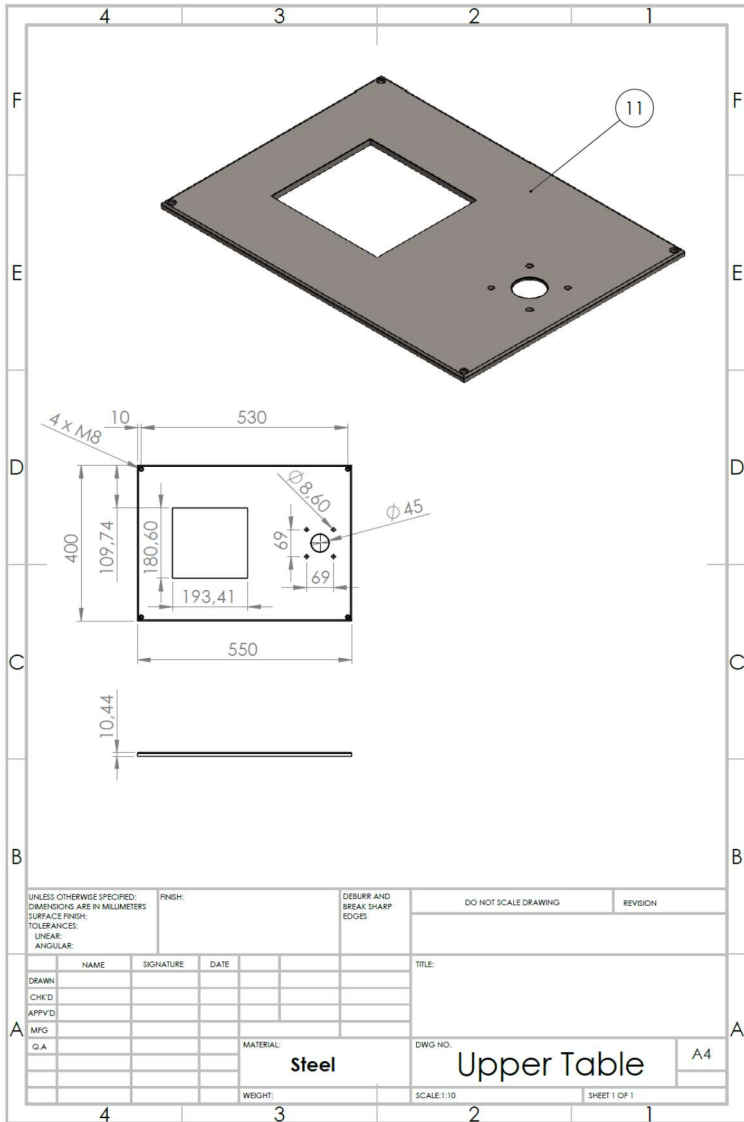 4 3 2 1
F F
11
E E
10 530
4 x M8
D D
Ø 8,60
Ø 45
400
109,74
180,60
69
69
193,41
C C
550
10,44
B B
UNLESS OTHERWISE SPECIFIED:
DIMENSIONS ARE IN MILLIMETERS
SURFACE FINISH:
TOLERANCES:
LINEAR:
ANGULAR:
FINISH:
DEBURR AND
BREAK SHARP
EDGES
DO NOT SCALE DRAWING
REVISION
NAME SIGNATURE DATE
TITLE:
DRAWN
CHK'D
APPV'D
MFG
A A
Q.A
MATERIAL:
Steel
DWG NO.
Upper Table
A4
WEIGHT:
SCALE:1:10
SHEET 1 OF 1
4 3 2 1